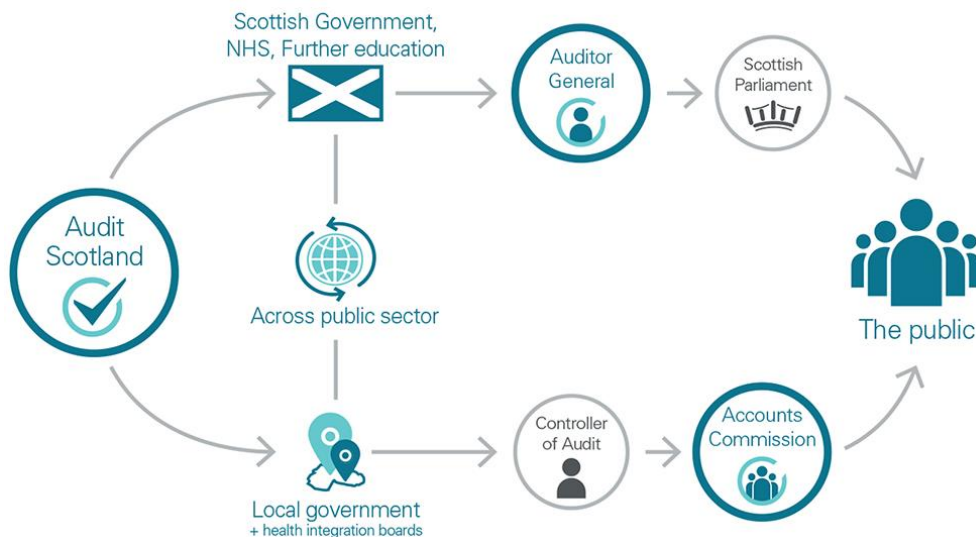 Scottish Government,
NHS, Further education
Auditor
General
Scottish
Parliament
Audit
Scotland
Across public sector
The public
Local government
+ health integration boards
Controller
of Audit
Accounts
Commission